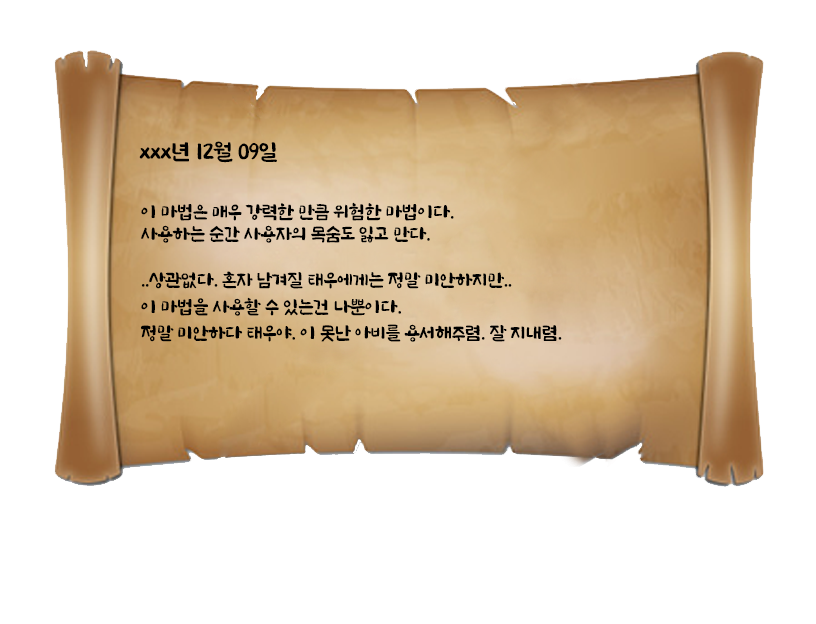 xxx년 12월 09일
이 마법은 매우 강력한 만큼 위험한 마법이다.
사용하는 순간 사용자의 목숨도 잃고 만다.
..상관없다. 혼자 남겨질 태우에게는 정말 미안하지만..
이 마법을 사용할 수 있는건 나뿐이다.
정말 미안하다 태우야. 이 못난 아비를 용서해주렴. 잘 지내렴.